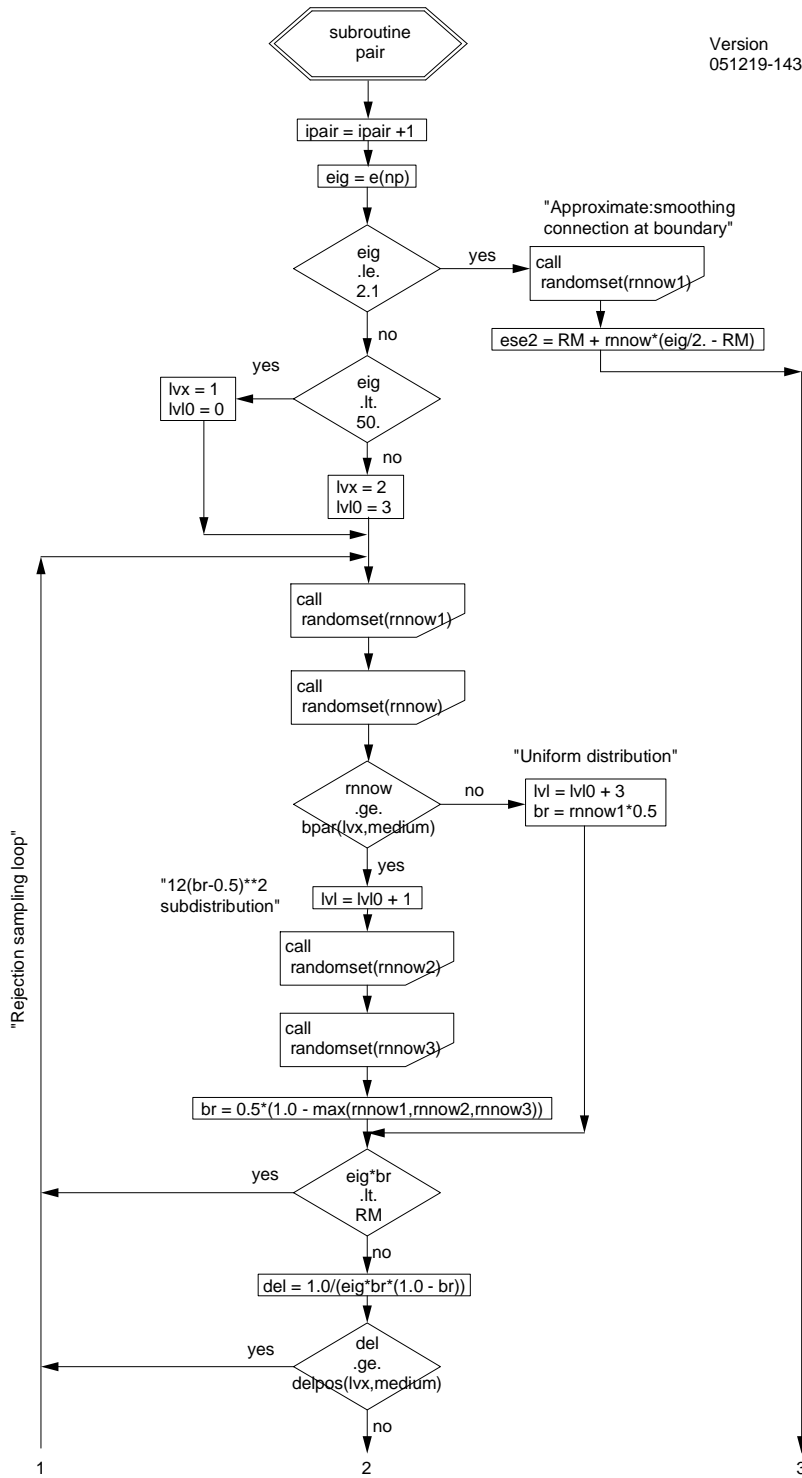 subroutine
pair
Version
051219-143
ipair = ipair +1
eig = e(np)
"Approximate:smoothing
connection at boundary"
eig
.le.
2.1
yes
call
randomset(rnnow1)
no
ese2 = RM + rnnow*(eig/2. - RM)
yes
eig
.lt.
50.
lvx = 1
lvl0 = 0
no
lvx = 2
lvl0 = 3
call
randomset(rnnow1)
call
randomset(rnnow)
"Uniform distribution"
rnnow
.ge.
bpar(lvx,medium)
no
lvl = lvl0 + 3
br = rnnow1*0.5
yes
"12(br-0.5)**2
subdistribution"
lvl = lvl0 + 1
"Rejection sampling loop"
call
randomset(rnnow2)
call
randomset(rnnow3)
br = 0.5*(1.0 - max(rnnow1,rnnow2,rnnow3))
yes
eig*br
.lt.
RM
no
del = 1.0/(eig*br*(1.0 - br))
yes
del
.ge.
delpos(lvx,medium)
no
1
2
3